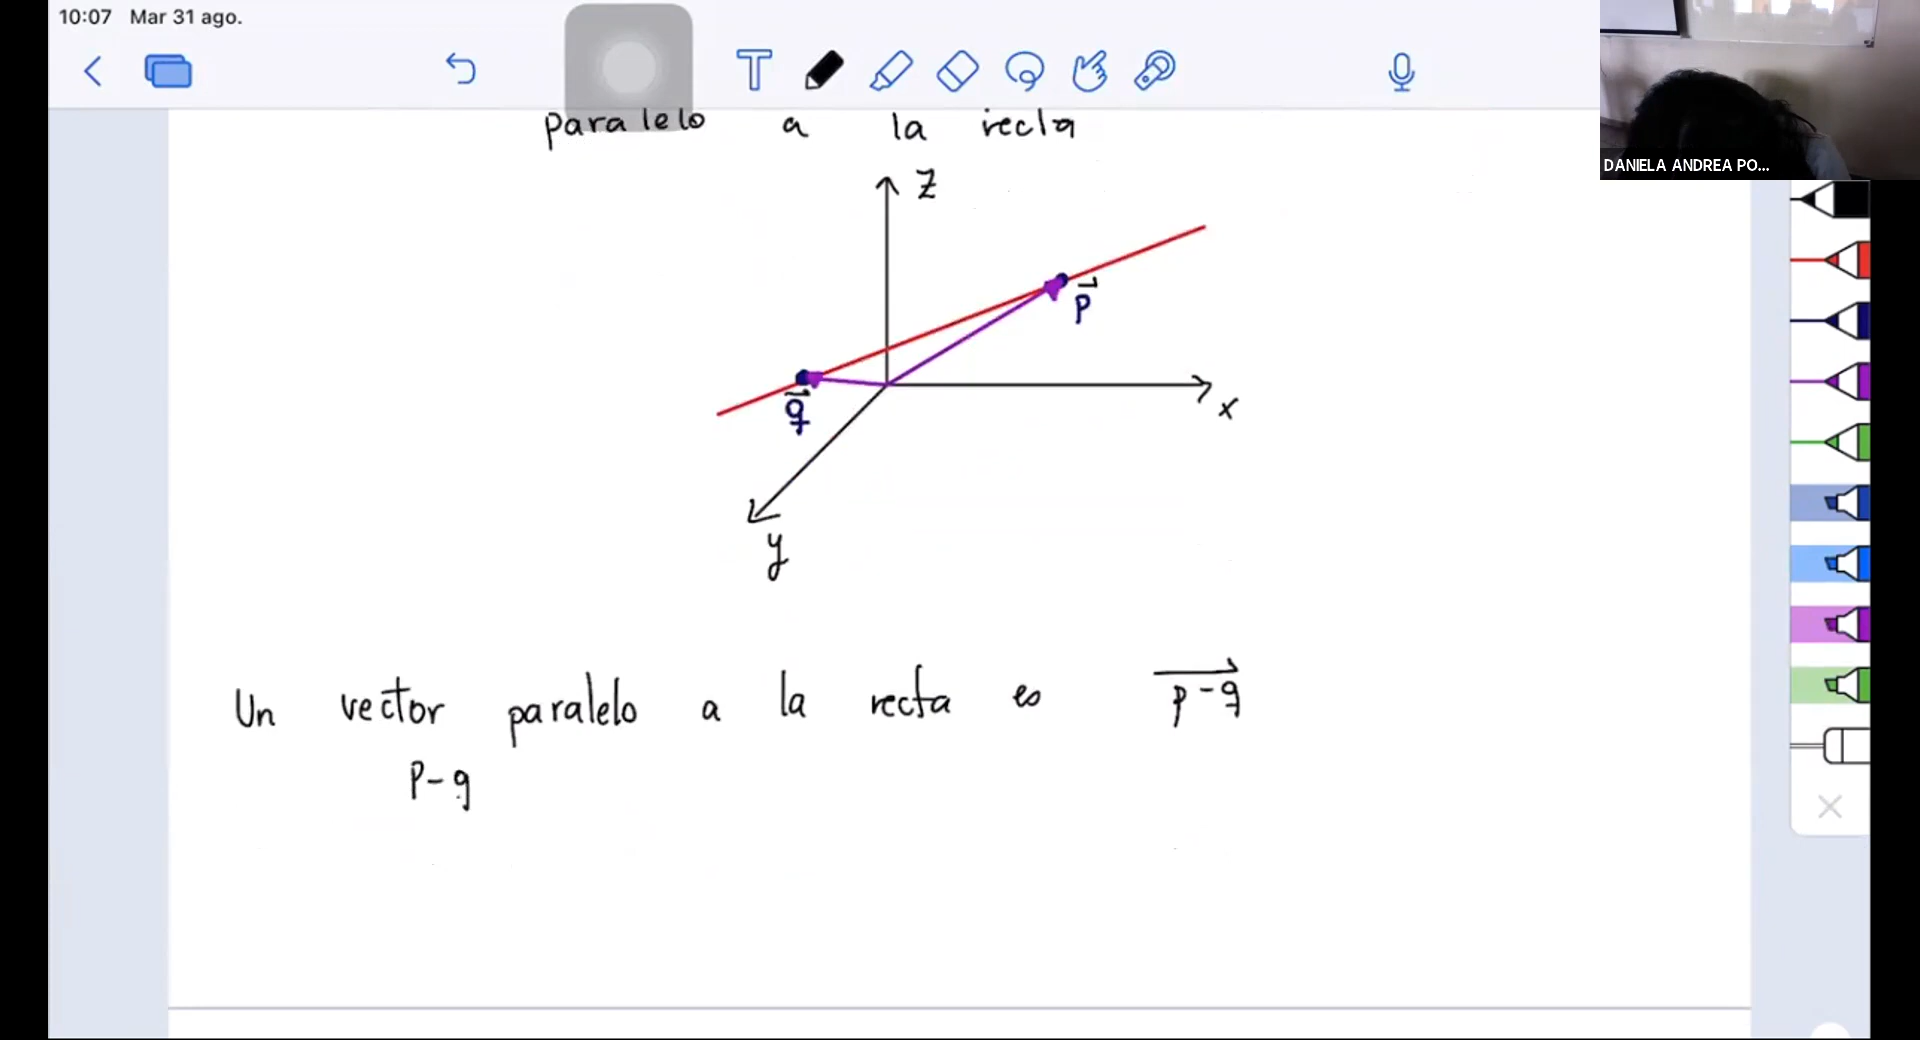 10:07 Mar 31 ago.
T
DANIELA ANDREA PO...
paralelo a la recta
z
p
q
x
y
Un vector paralelo a la recta es p-q
p-q